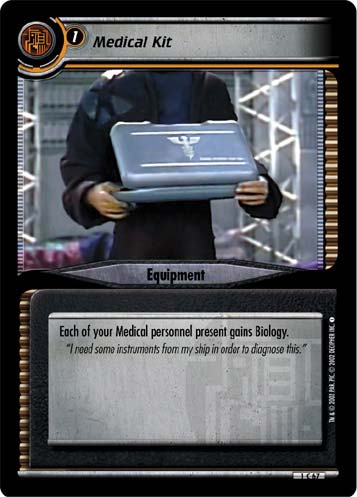 1 Medical Kit
Equipment
Each of your Medical personnel present gains Biology.
"I need some instruments from my ship in order to diagnose this."
TM & © 2002 PAR. PIC. © 2002 DECIPHER INC.
1 C 67